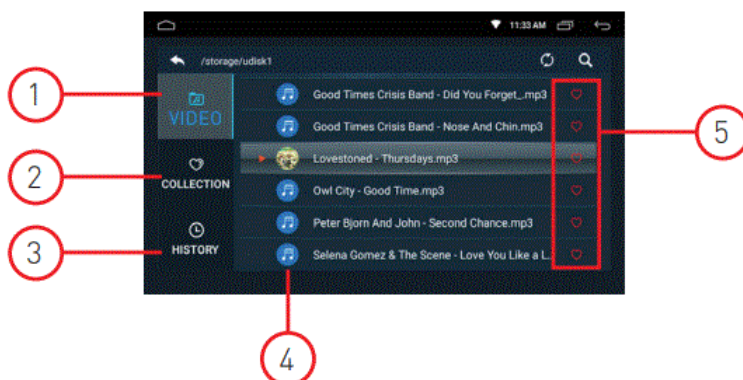 11:33 AM
/storage/udisk1
Good Times Crisis Band - Did You Forget_.mp3
1
VIDEO
5
Good Times Crisis Band - Nose And Chin.mp3
Lovestoned - Thursdays.mp3
2
COLLECTION
Owl City - Good Time.mp3
Peter Bjorn And John - Second Chance.mp3
3
HISTORY
Selena Gomez & The Scene - Love You Like a L..
4